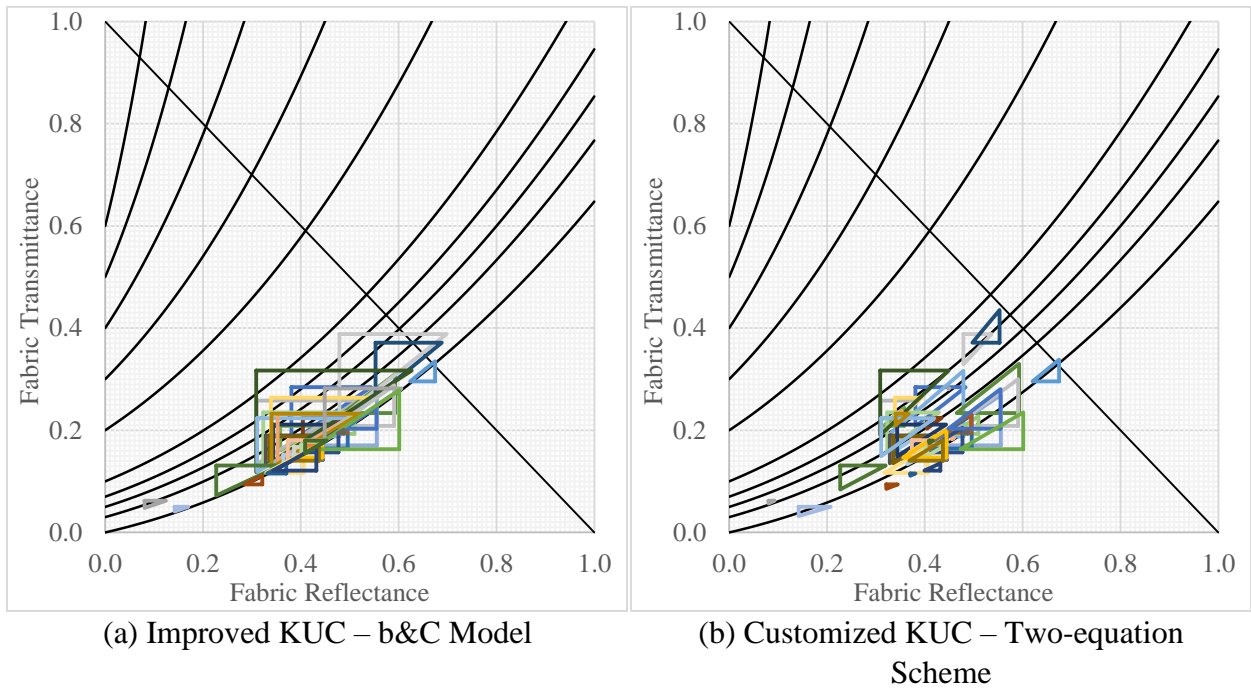 1.0
0.8
0.6
0.4
0.2
0.0
Fabric Transmittance
0.0 0.2 0.4 0.6 0.8 1.0
Fabric Reflectance
(a) Improved KUC – b&C Model
1.0
0.8
0.6
0.4
0.2
0.0
Fabric Transmittance
0.0 0.2 0.4 0.6 0.8 1.0
Fabric Reflectance
(b) Customized KUC – Two-equation
Scheme